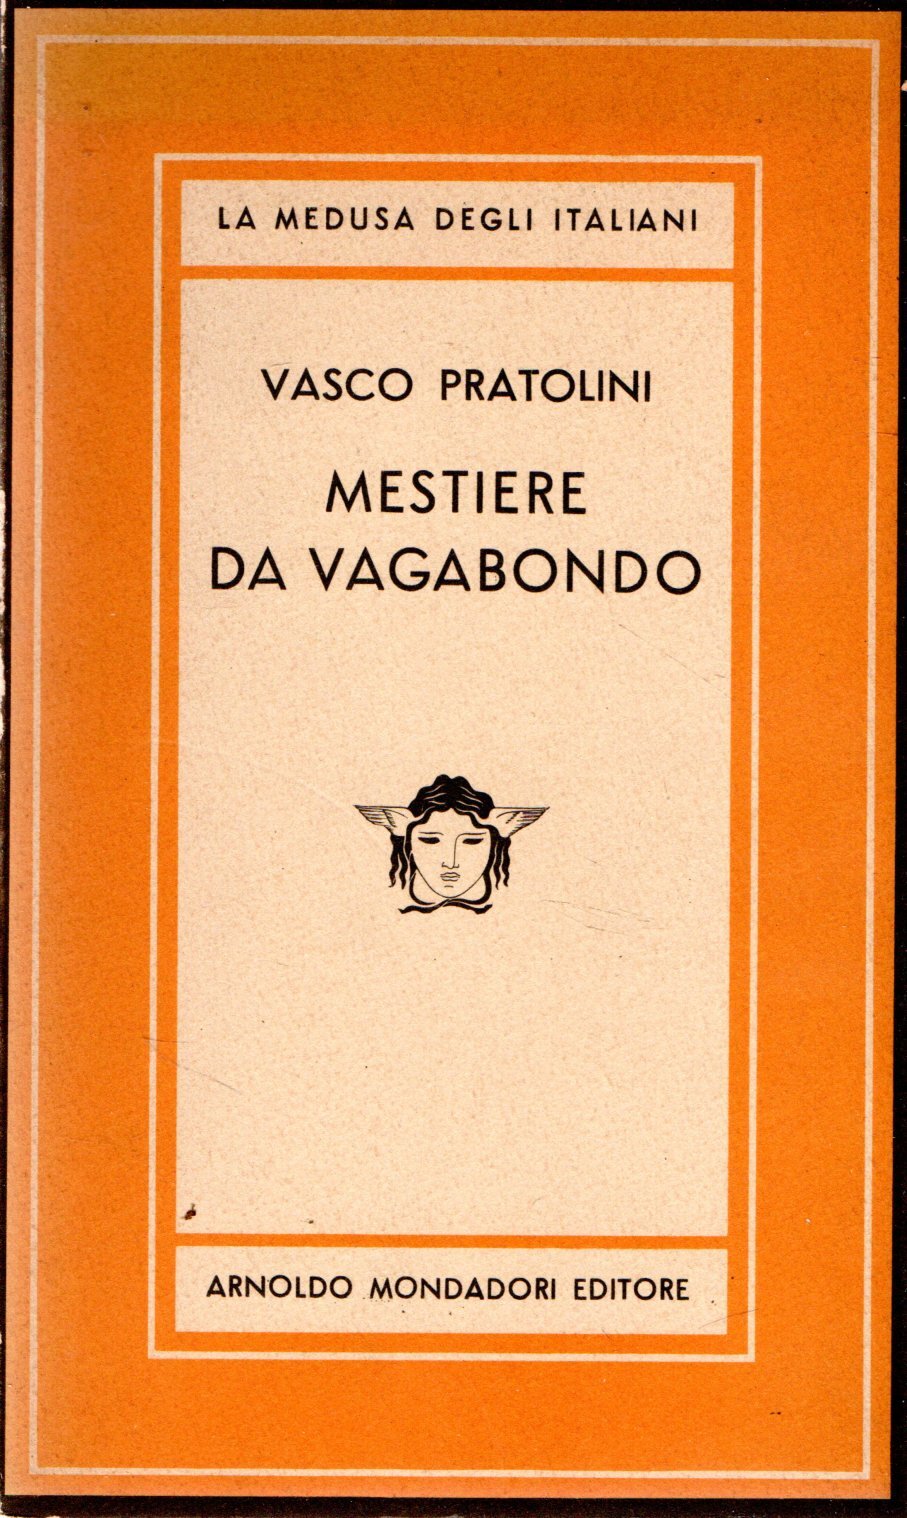 LA MEDUSA DEGLI ITALIANI
VASCO PRATOLINI
MESTIERE
DA VAGABONDO
ARNOLDO MONDADORI EDITORE